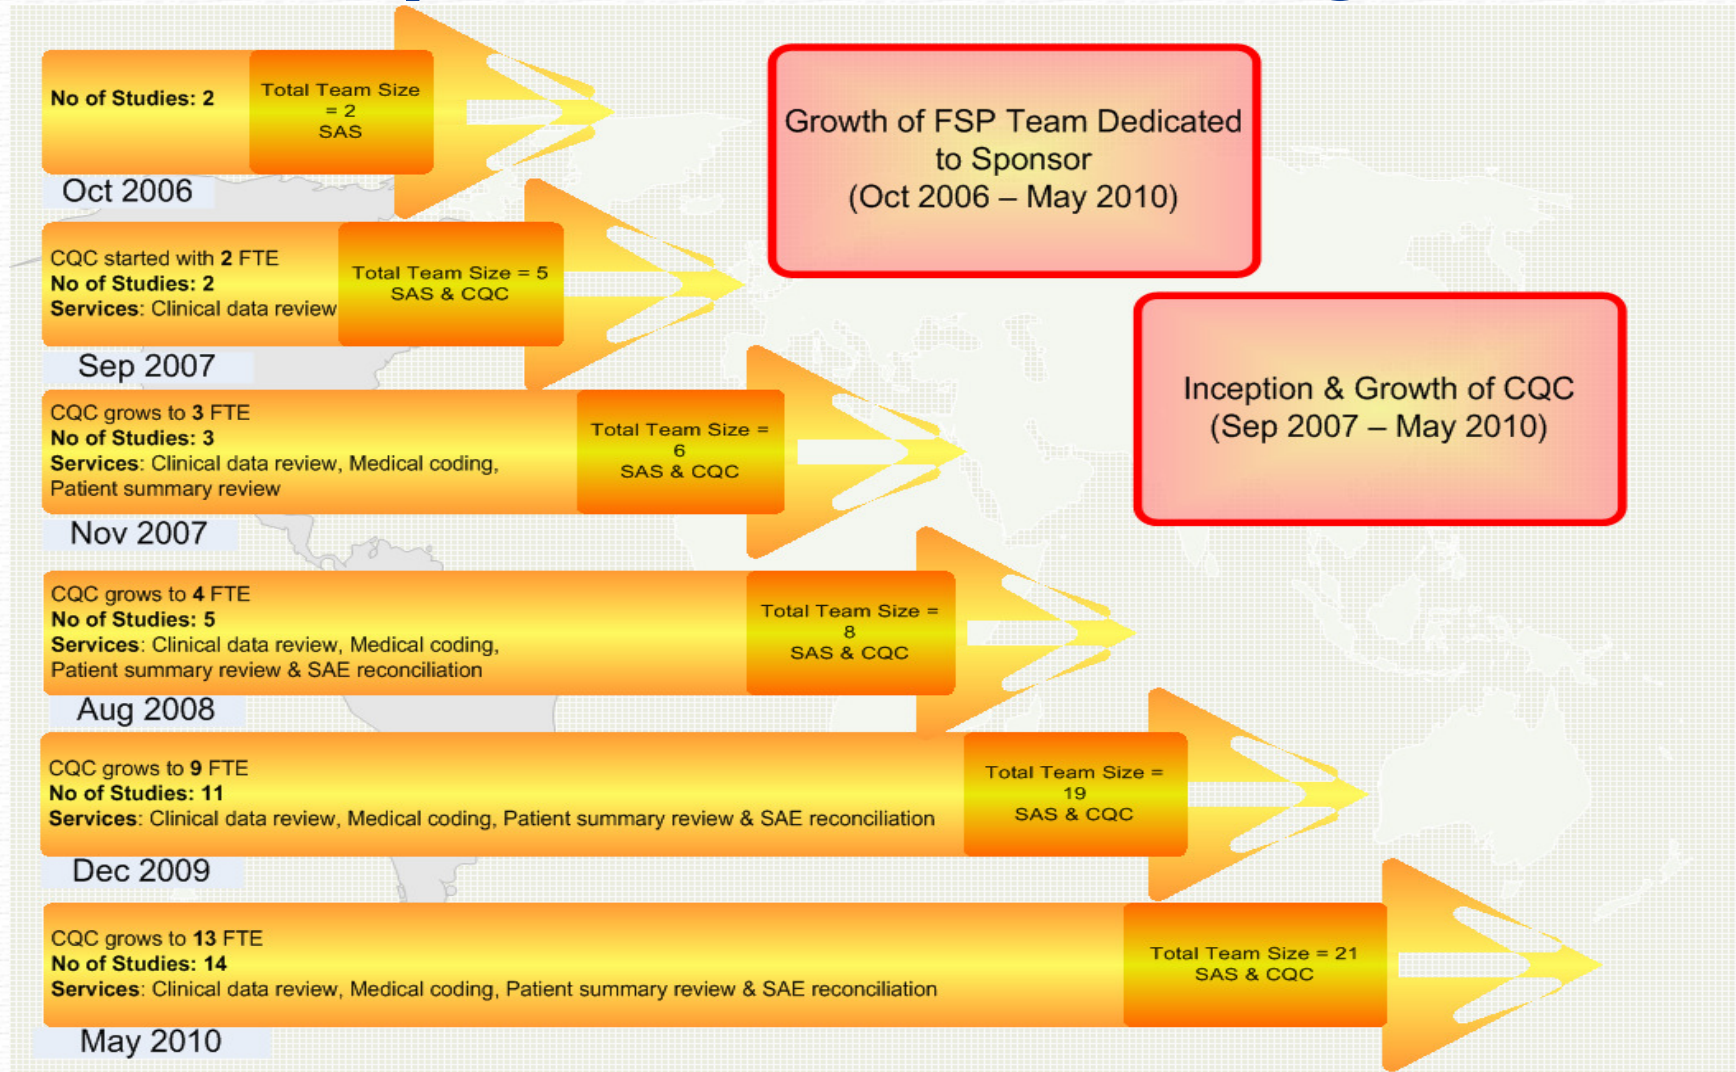 No of Studies: 2
Total Team Size
= 2
SAS
Oct 2006
Growth of FSP Team Dedicated
to Sponsor
(Oct 2006 – May 2010)
CQC started with 2 FTE
No of Studies: 2
Services: Clinical data review
Total Team Size = 5
SAS & CQC
Sep 2007
Inception & Growth of CQC
(Sep 2007 – May 2010)
CQC grows to 3 FTE
No of Studies: 3
Services: Clinical data review, Medical coding,
Patient summary review
Total Team Size =
6
SAS & CQC
Nov 2007
CQC grows to 4 FTE
No of Studies: 5
Services: Clinical data review, Medical coding,
Patient summary review & SAE reconciliation
Total Team Size =
8
SAS & CQC
Aug 2008
CQC grows to 9 FTE
No of Studies: 11
Services: Clinical data review, Medical coding, Patient summary review & SAE reconciliation
Total Team Size =
19
SAS & CQC
Dec 2009
CQC grows to 13 FTE
No of Studies: 14
Services: Clinical data review, Medical coding, Patient summary review & SAE reconciliation
Total Team Size = 21
SAS & CQC
May 2010